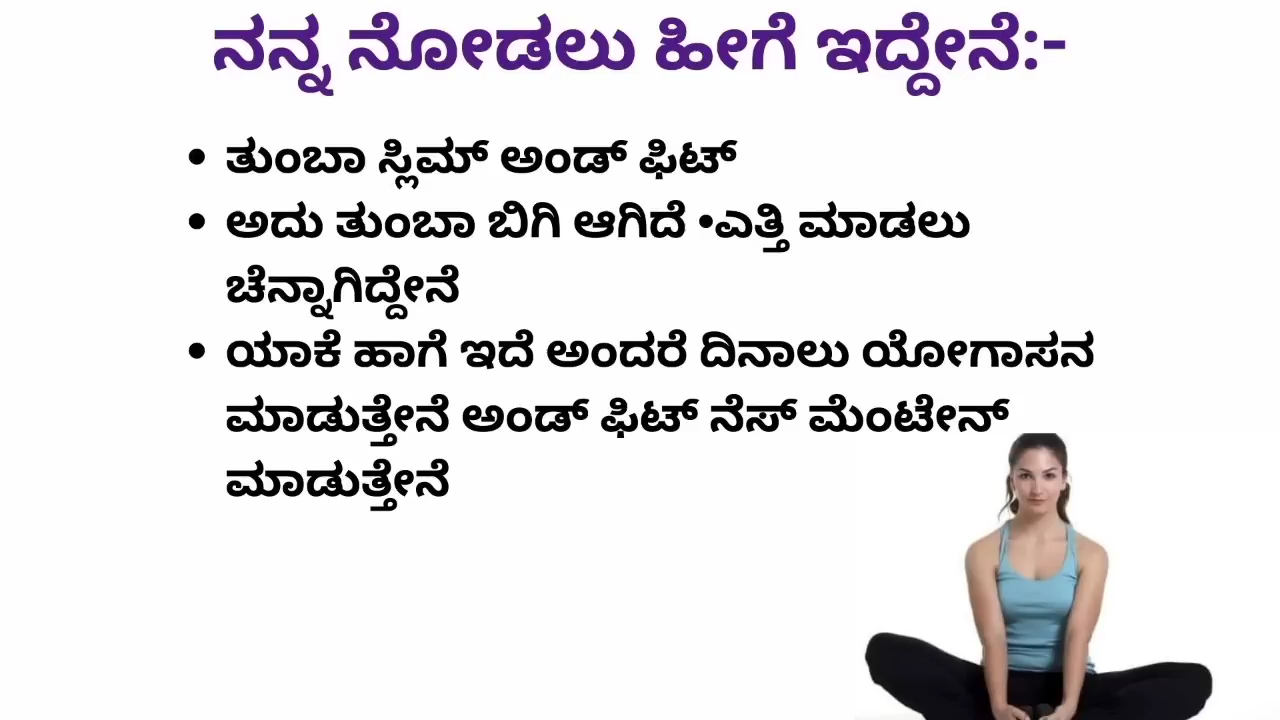 ನನ್ನ ನೋಡಲು ಹೀಗೆ ಇದ್ದೇನೆ:-
• ತುಂಬಾ ಸ್ಲಿಮ್ ಅಂಡ್ ಫಿಟ್
• ಅದು ತುಂಬಾ ಬಿಗಿ ಆಗಿದೆ •ಎತ್ತಿ ಮಾಡಲು
ಚೆನ್ನಾಗಿದ್ದೇನೆ
• ಯಾಕೆ ಹಾಗೆ ಇದೆ ಅಂದರೆ ದಿನಾಲು ಯೋಗಾಸನ
ಮಾಡುತ್ತೇನೆ ಅಂಡ್ ಫಿಟ್ ನೆಸ್ ಮೆಂಟೇನ್
ಮಾಡುತ್ತೇನೆ